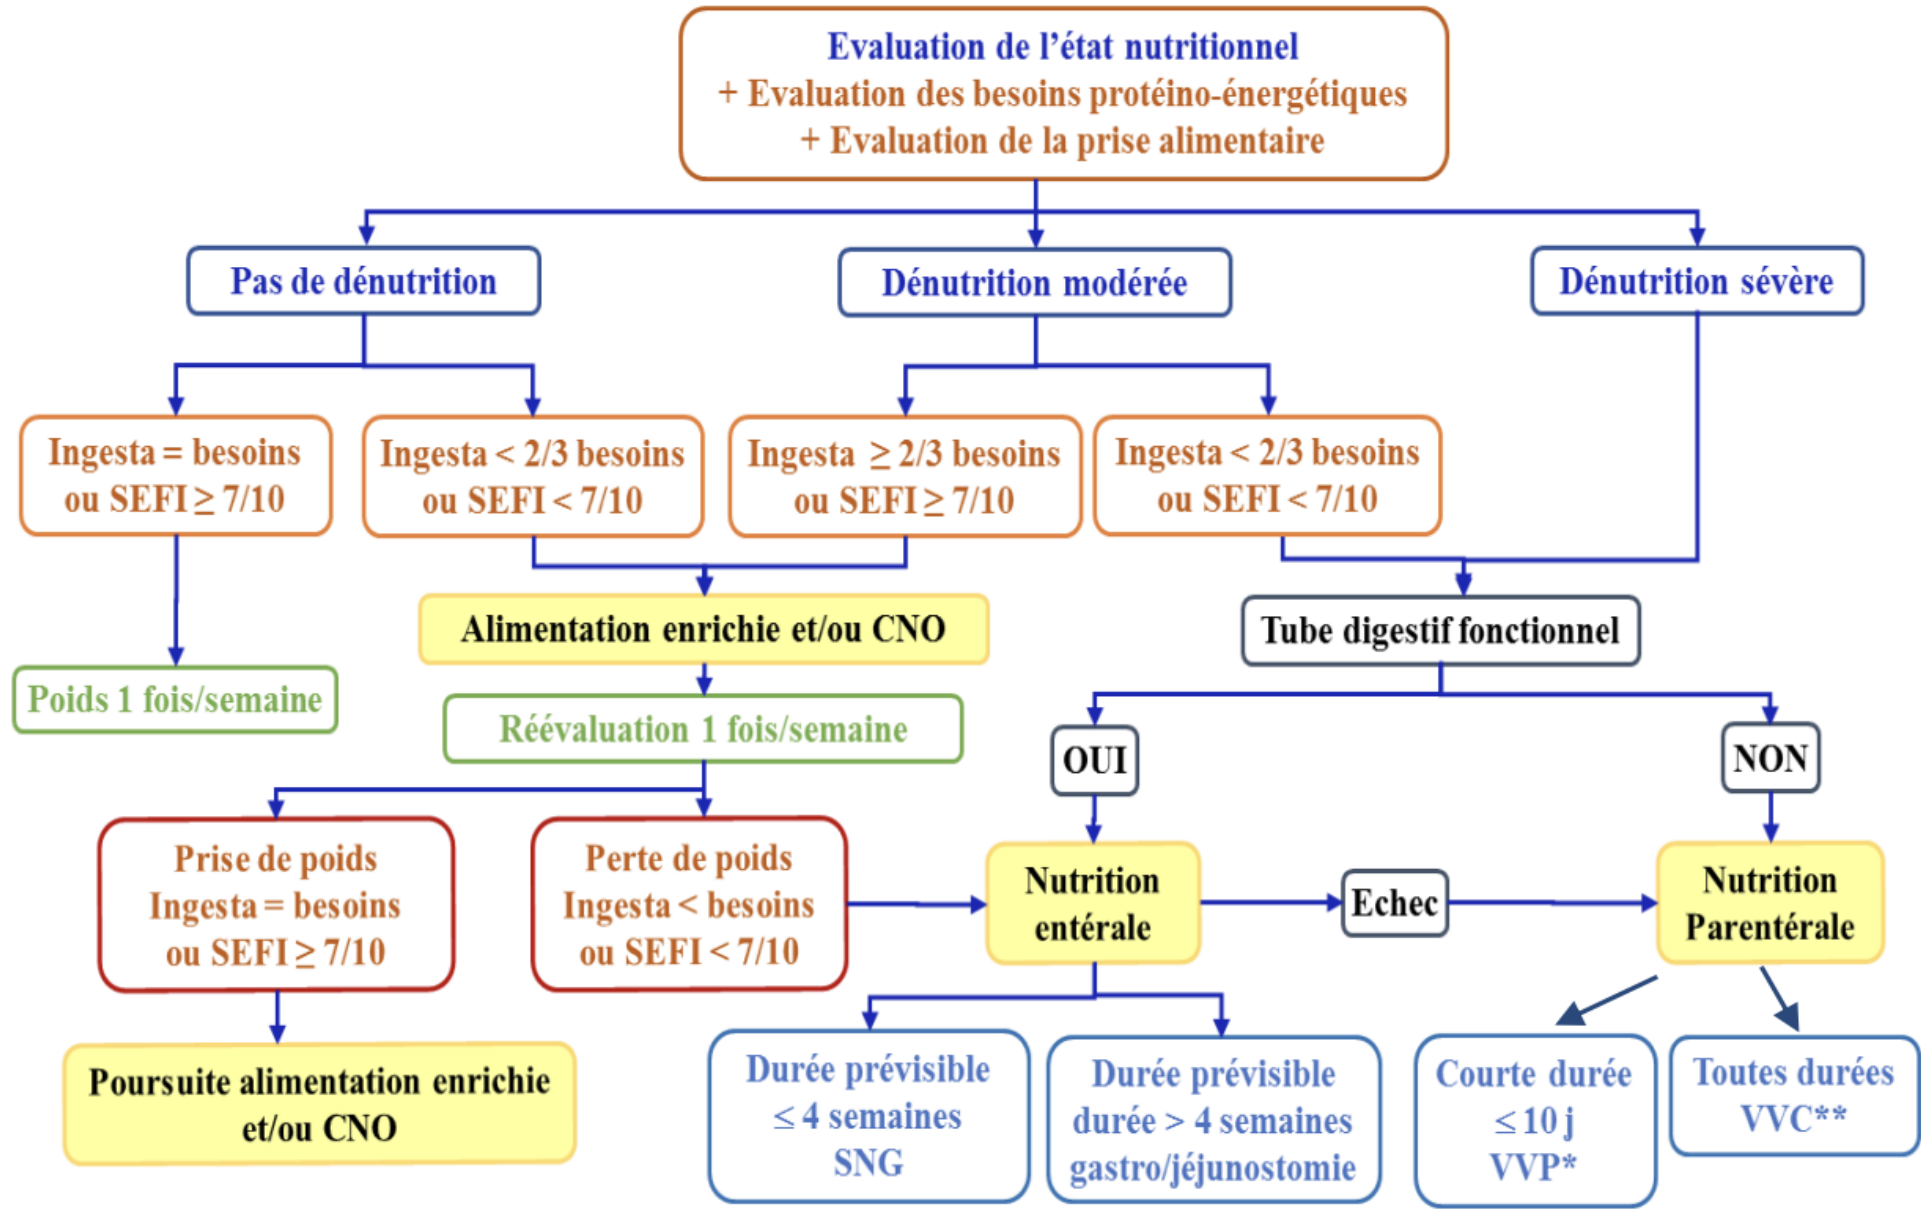 Evaluation de l'état nutritionnel
+ Evaluation des besoins protéino-énergétiques
+ Evaluation de la prise alimentaire
Pas de dénutrition
Dénutrition modérée
Dénutrition sévère
Ingesta = besoins
ou SEFI ≥ 7/10
Ingesta < 2/3 besoins
ou SEFI < 7/10
Ingesta ≥ 2/3 besoins
ou SEFI ≥ 7/10
Ingesta < 2/3 besoins
ou SEFI < 7/10
Alimentation enrichie et/ou CNO
Tube digestif fonctionnel
Poids 1 fois/semaine
Réévaluation 1 fois/semaine
OUI
NON
Prise de poids
Ingesta = besoins
ou SEFI ≥ 7/10
Perte de poids
Ingesta < besoins
ou SEFI < 7/10
Nutrition
entérale
Echec
Nutrition
Parentérale
Poursuite alimentation enrichie
et/ou CNO
Durée prévisible
≤ 4 semaines
SNG
Durée prévisible
durée > 4 semaines
gastro/jéjunostomie
Courte durée
≤ 10 j
VVP*
Toutes durées
VVC**